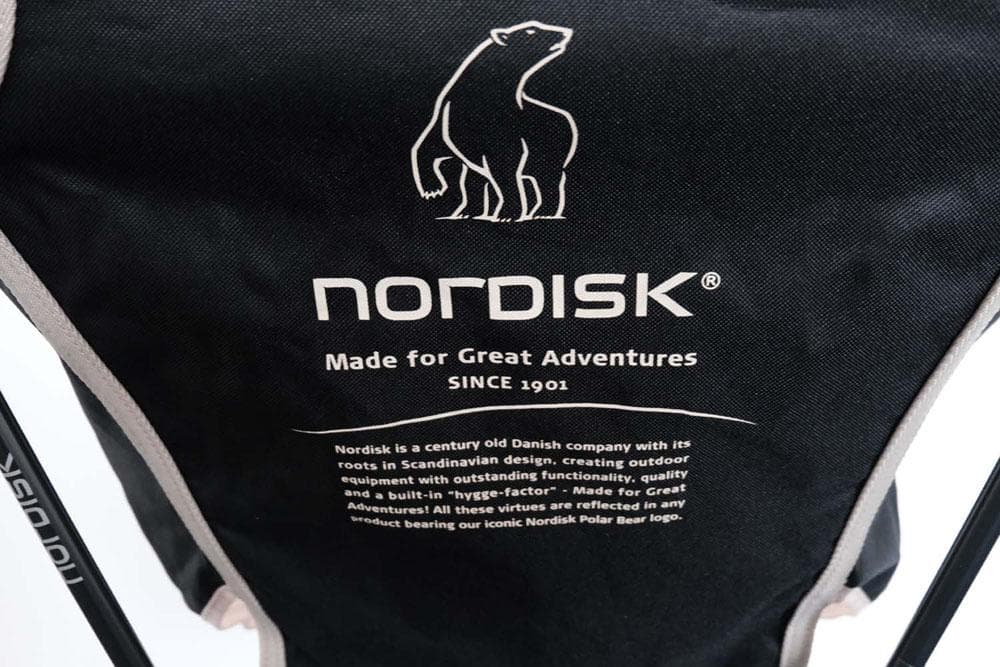 norDISK®
Made for Great Adventures
SINCE 1901
Nordisk is a century old Danish company with its
roots in Scandinavian design, creating outdoor
equipment with outstanding functionality, quality
and a built-in "hygge-factor" - Made for Great
Adventures! All these virtues are reflected in any
product bearing our iconic Nordisk Polar Bear logo.
norDISK